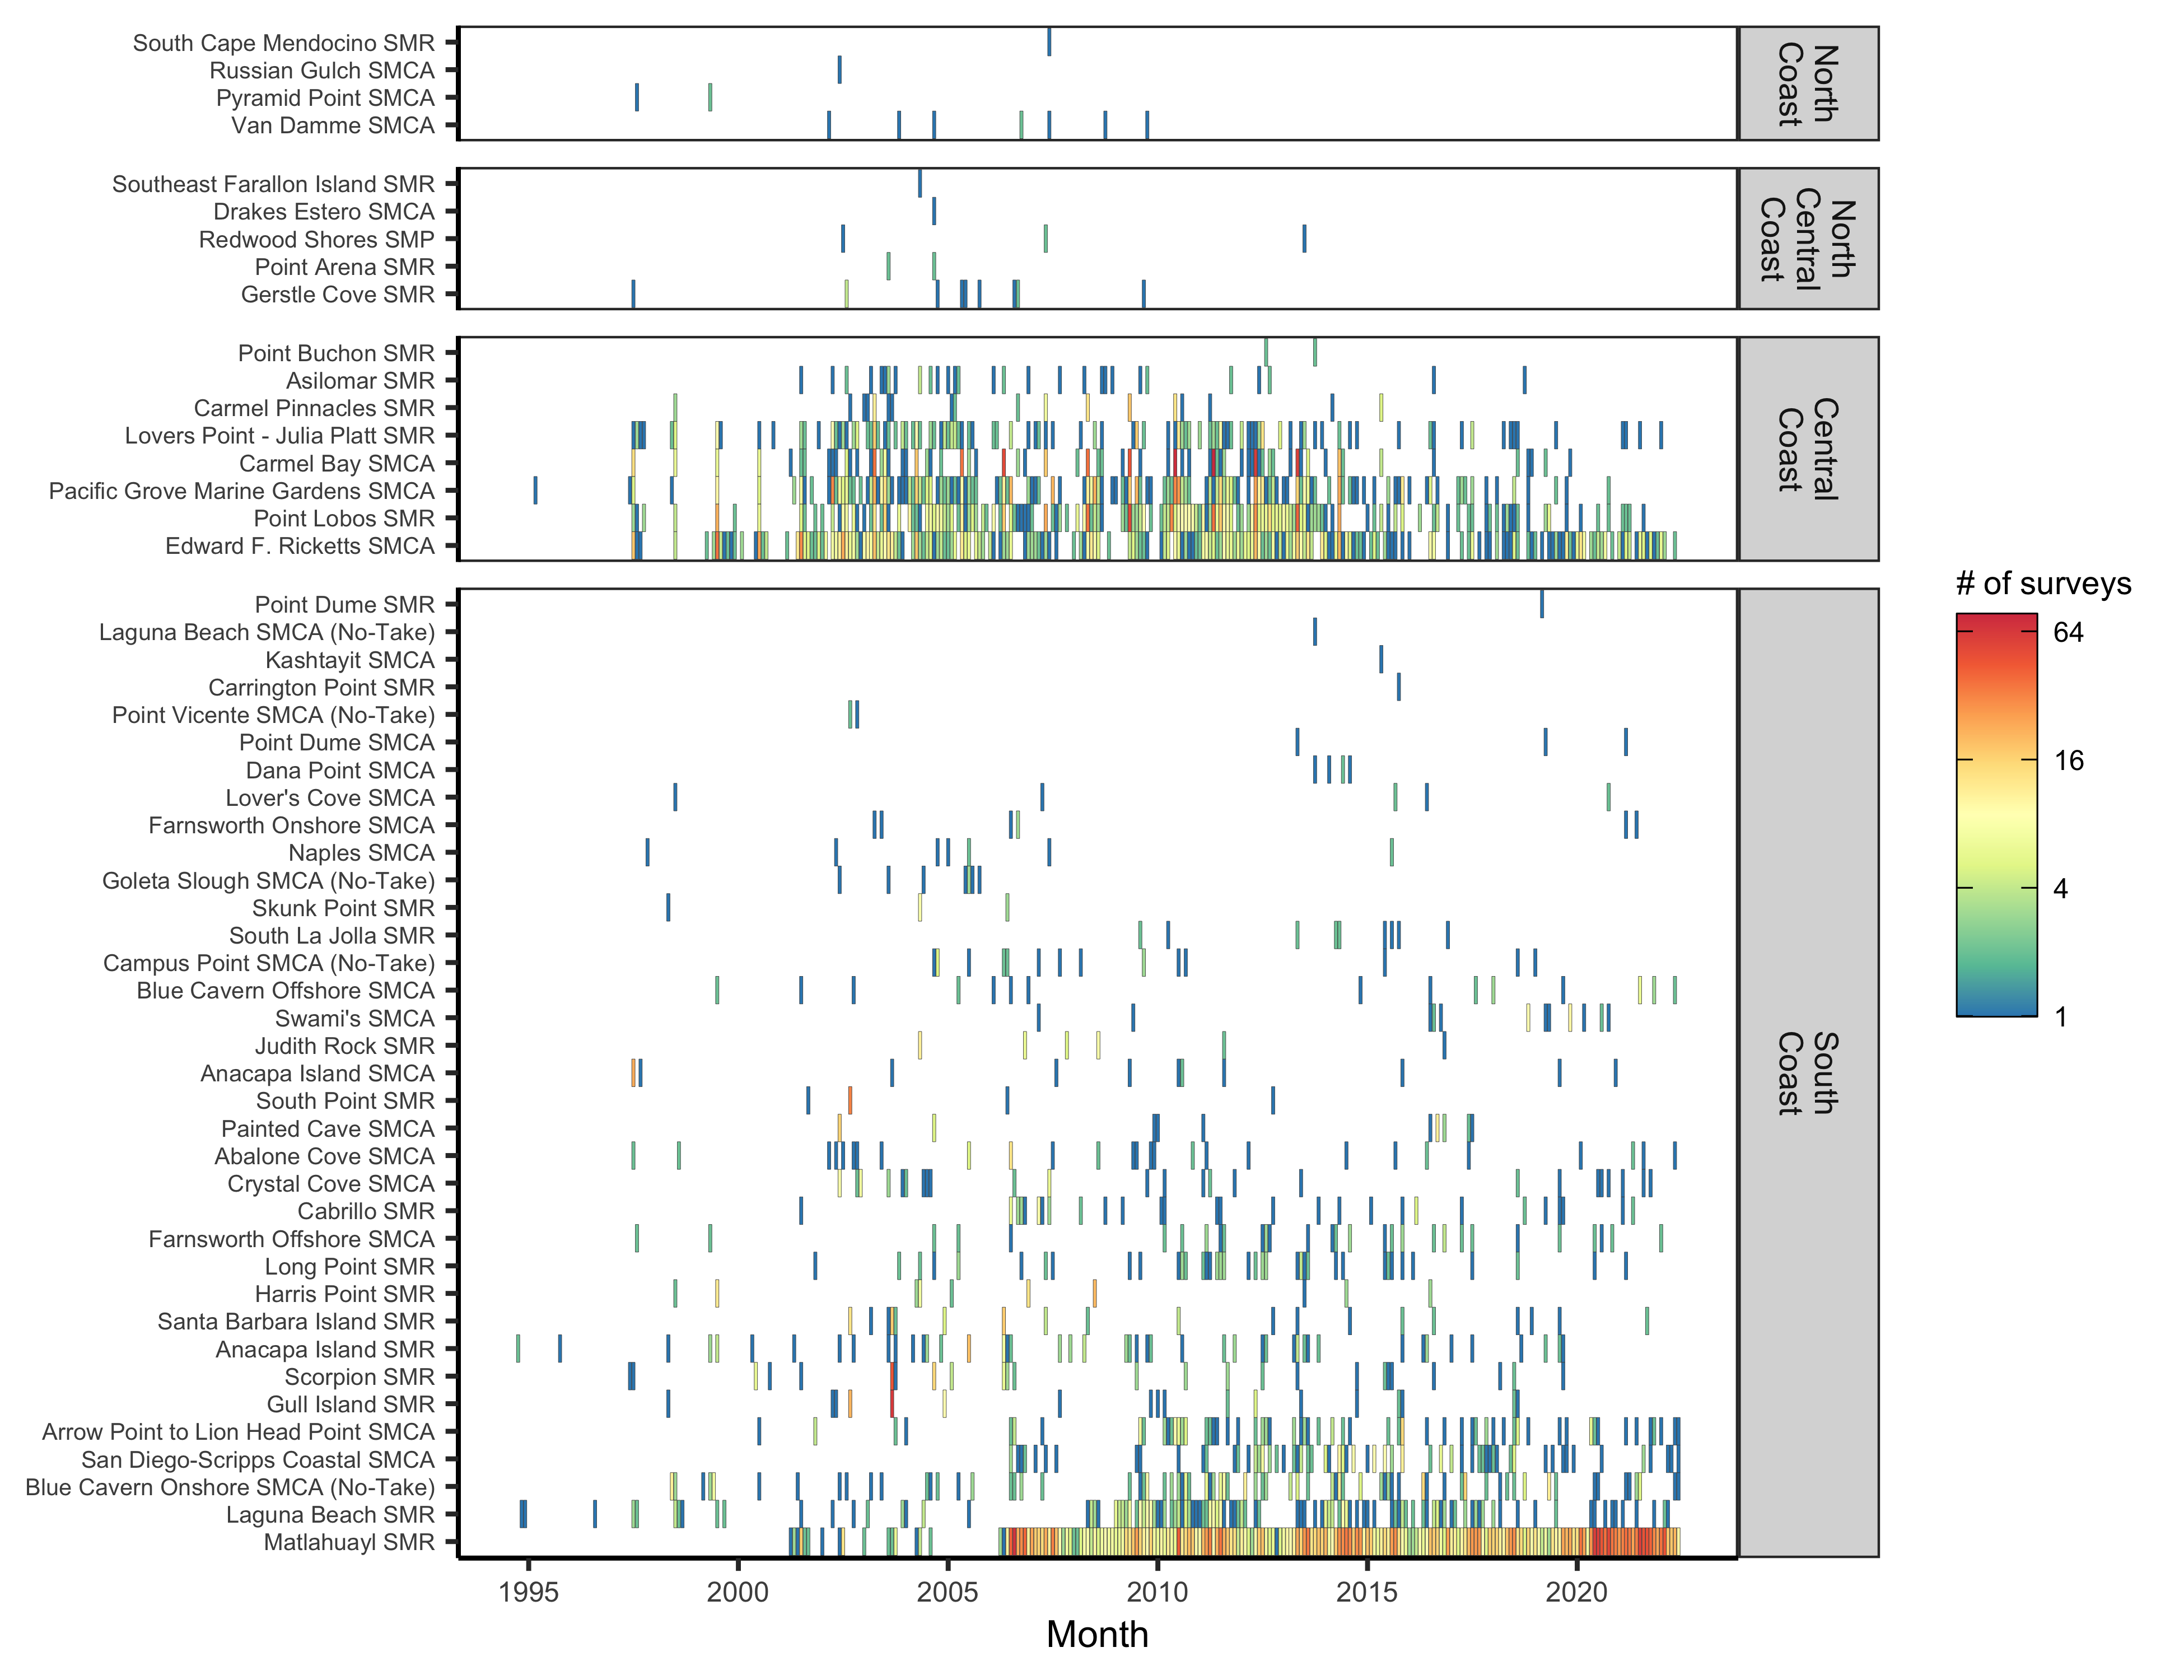 South Cape Mendocino SMR
Russian Gulch SMCA
Pyramid Point SMCA
Van Damme SMCA
North
Coast
Southeast Farallon Island SMR
Drakes Estero SMCA
Redwood Shores SMP
Point Arena SMR
Gerstle Cove SMR
North
Central
Coast
Point Buchon SMR
Asilomar SMR
Carmel Pinnacles SMR
Lovers Point - Julia Platt SMR
Carmel Bay SMCA
Pacific Grove Marine Gardens SMCA
Point Lobos SMR
Edward F. Ricketts SMCA
Central
Coast
Point Dume SMR
Laguna Beach SMCA (No-Take)
Kashtayit SMCA
Carrington Point SMR
Point Vicente SMCA (No-Take)
Point Dume SMCA
Dana Point SMCA
Lover's Cove SMCA
Farnsworth Onshore SMCA
Naples SMCA
Goleta Slough SMCA (No-Take)
Skunk Point SMR
South La Jolla SMR
Campus Point SMCA (No-Take)
Blue Cavern Offshore SMCA
Swami's SMCA
Judith Rock SMR
Anacapa Island SMCA
South Point SMR
Painted Cave SMCA
Abalone Cove SMCA
Crystal Cove SMCA
Cabrillo SMR
Farnsworth Offshore SMCA
Long Point SMR
Harris Point SMR
Santa Barbara Island SMR
Anacapa Island SMR
Scorpion SMR
Gull Island SMR
Arrow Point to Lion Head Point SMCA
San Diego-Scripps Coastal SMCA
Blue Cavern Onshore SMCA (No-Take)
Laguna Beach SMR
Matlahuayl SMR
South
Coast
1995 2000 2005 2010 2015 2020
Month
# of surveys
64
16
4
1